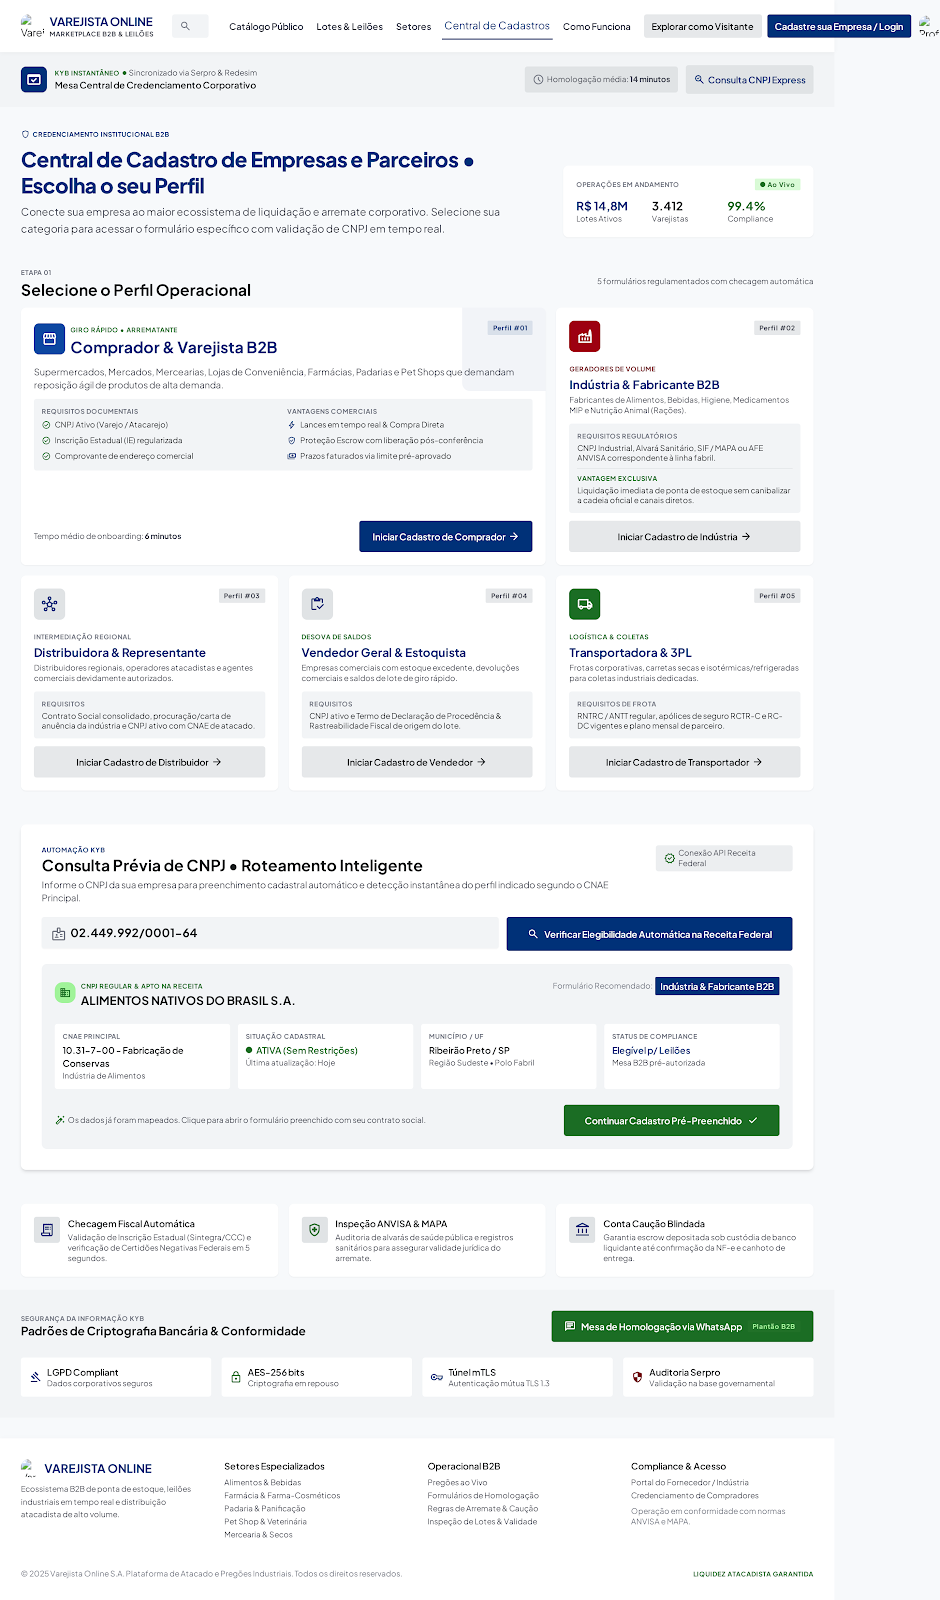 Varej
VAREJISTA ONLINE
MARKETPLACE B2B & LEILÕES
Catálogo Público
Lotes & Leilões
Setores
Central de Cadastros
Como Funciona
Explorar como Visitante
Cadastre sua Empresa / Login
Prof
KYB INSTANTÂNEO ● Sincronizado via Serpro & Redesim
Mesa Central de Credenciamento Corporativo
Homologação média: 14 minutos
Consulta CNPJ Express
CREDENCIAMENTO INSTITUCIONAL B2B
Central de Cadastro de Empresas e Parceiros ●
Escolha o seu Perfil
Conecte sua empresa ao maior ecossistema de liquidação e arremate corporativo. Selecione sua
categoria para acessar o formulário específico com validação de CNPJ em tempo real.
OPERAÇÕES EM ANDAMENTO
● Ao Vivo
R$ 14,8M
3.412
99.4%
Lotes Ativos
Varejistas
Compliance
ETAPA 01
Selecione o Perfil Operacional
5 formulários regulamentados com checagem automática
GIRO RÁPIDO • ARREMATANTE
Perfil #01
Comprador & Varejista B2B
Supermercados, Mercados, Mercearias, Lojas de Conveniência, Farmácias, Padarias e Pet Shops que demandam
reposição ágil de produtos de alta demanda.
REQUISITOS DOCUMENTAIS
CNPJ Ativo (Varejo / Atacarejo)
Inscrição Estadual (IE) regularizada
Comprovante de endereço comercial
VANTAGENS COMERCIAIS
Lances em tempo real & Compra Direta
Proteção Escrow com liberação pós-conferência
Prazos faturados via limite pré-aprovado
Tempo médio de onboarding: 6 minutos
Iniciar Cadastro de Comprador →
Perfil #02
GERADORES DE VOLUME
Indústria & Fabricante B2B
Fabricantes de Alimentos, Bebidas, Higiene, Medicamentos
MIP e Nutrição Animal (Rações).
REQUISITOS REGULATÓRIOS
CNPJ Industrial, Alvará Sanitário, SIF / MAPA ou AFE
ANVISA correspondente à linha fabril.
VANTAGEM EXCLUSIVA
Liquidação imediata de ponta de estoque sem canibalizar
a cadeia oficial e canais diretos.
Iniciar Cadastro de Indústria →
Perfil #03
INTERMEDIAÇÃO REGIONAL
Distribuidora & Representante
Distribuidores regionais, operadores atacadistas e agentes
comerciais devidamente autorizados.
REQUISITOS
Contrato Social consolidado, procuração/carta de
anuência da indústria e CNPJ ativo com CNAE de atacado.
Iniciar Cadastro de Distribuidor →
Perfil #04
DESOVA DE SALDOS
Vendedor Geral & Estoquista
Empresas comerciais com estoque excedente, devoluções
comerciais e saldos de lote de giro rápido.
REQUISITOS
CNPJ ativo e Termo de Declaração de Procedência &
Rastreabilidade Fiscal de origem do lote.
Iniciar Cadastro de Vendedor →
Perfil #05
LOGÍSTICA & COLETAS
Transportadora & 3PL
Frotas corporativas, carretas secas e isotérmicas/refrigeradas
para coletas industriais dedicadas.
REQUISITOS DE FROTA
RNTRC / ANTT regular, apólices de seguro RCTR-C e RC-
DC vigentes e plano mensal de parceiro.
Iniciar Cadastro de Transportador →
AUTOMAÇÃO KYB
Consulta Prévia de CNPJ ● Roteamento Inteligente
Informe o CNPJ da sua empresa para preenchimento cadastral automático e detecção instantânea do perfil indicado segundo o CNAE
Principal.
Conexão API Receita
Federal
02.449.992/0001-64
Verificar Elegibilidade Automática na Receita Federal
CNPJ REGULAR & APTO NA RECEITA
ALIMENTOS NATIVOS DO BRASIL S.A.
Formulário Recomendado: Indústria & Fabricante B2B
CNAE PRINCIPAL
10.31-7-00 - Fabricação de
Conservas
Indústria de Alimentos
SITUAÇÃO CADASTRAL
● ATIVA (Sem Restrições)
Última atualização: Hoje
MUNICÍPIO / UF
Ribeirão Preto / SP
Região Sudeste • Polo Fabril
STATUS DE COMPLIANCE
Elegível p/ Leilões
Mesa B2B pré-autorizada
Os dados já foram mapeados. Clique para abrir o formulário preenchido com seu contrato social.
Continuar Cadastro Pré-Preenchido ✓
Checagem Fiscal Automática
Validação de Inscrição Estadual (Sintegra/CCC) e
verificação de Certidões Negativas Federais em 5
segundos.
Inspeção ANVISA & MAPA
Auditoria de alvarás de saúde pública e registros
sanitários para assegurar validade jurídica do
arremate.
Conta Caução Blindada
Garantia escrow depositada sob custódia de banco
liquidante até confirmação da NF-e e canhoto de
entrega.
SEGURANÇA DA INFORMAÇÃO KYB
Padrões de Criptografia Bancária & Conformidade
Mesa de Homologação via WhatsApp Plantão B2B
LGPD Compliant
Dados corporativos seguros
AES-256 bits
Criptografia em repouso
Túnel mTLS
Autenticação mútua TLS 1.3
Auditoria Serpro
Validação na base governamental
VAREJISTA ONLINE
Ecossistema B2B de ponta de estoque, leilões
industriais em tempo real e distribuição
atacadista de alto volume.
Setores Especializados
Alimentos & Bebidas
Farmácia & Farma-Cosméticos
Padaria & Panificação
Pet Shop & Veterinária
Mercearia & Secos
Operacional B2B
Pregões ao Vivo
Formulários de Homologação
Regras de Arremate & Caução
Inspeção de Lotes & Validade
Compliance & Acesso
Portal do Fornecedor / Indústria
Credenciamento de Compradores
Operação em conformidade com normas
ANVISA e MAPA.
© 2025 Varejista Online S.A. Plataforma de Atacado e Pregões Industriais. Todos os direitos reservados.
LIQUIDEZ ATACADISTA GARANTIDA